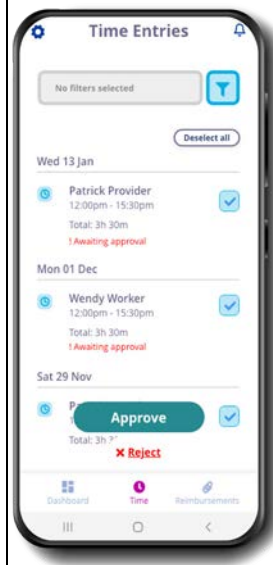 Time Entries
No filters selected
Deselect all
Wed 13 Jan
Patrick Provider
12:00pm - 15:30pm
Total: 3h 30m
! Awaiting approval
Mon 01 Dec
Wendy Worker
12:00pm - 15:30pm
Total: 3h 30m
! Awaiting approval
Sat 29 Nov
Approve
Total: 3h
Reject
Dashboard
Time
Reimbursements